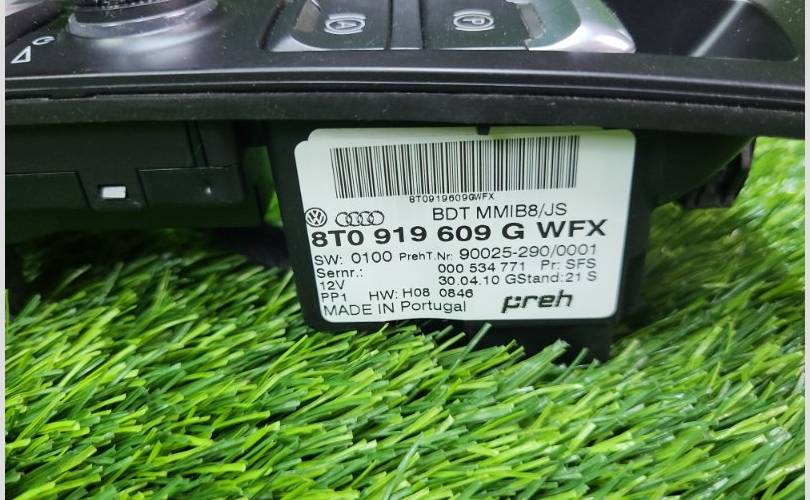 A
P
8T0919609GWFX
BDT MMIB8/JS
8T0 919 609 G WFX
SW: 0100 PrehT.Nr: 90025-290/0001
Sernr.: 000 534 771 Pr: SFS
12V 30.04.10 GStand:21 S
PP1 HW: H08 0846
MADE IN Portugal preh